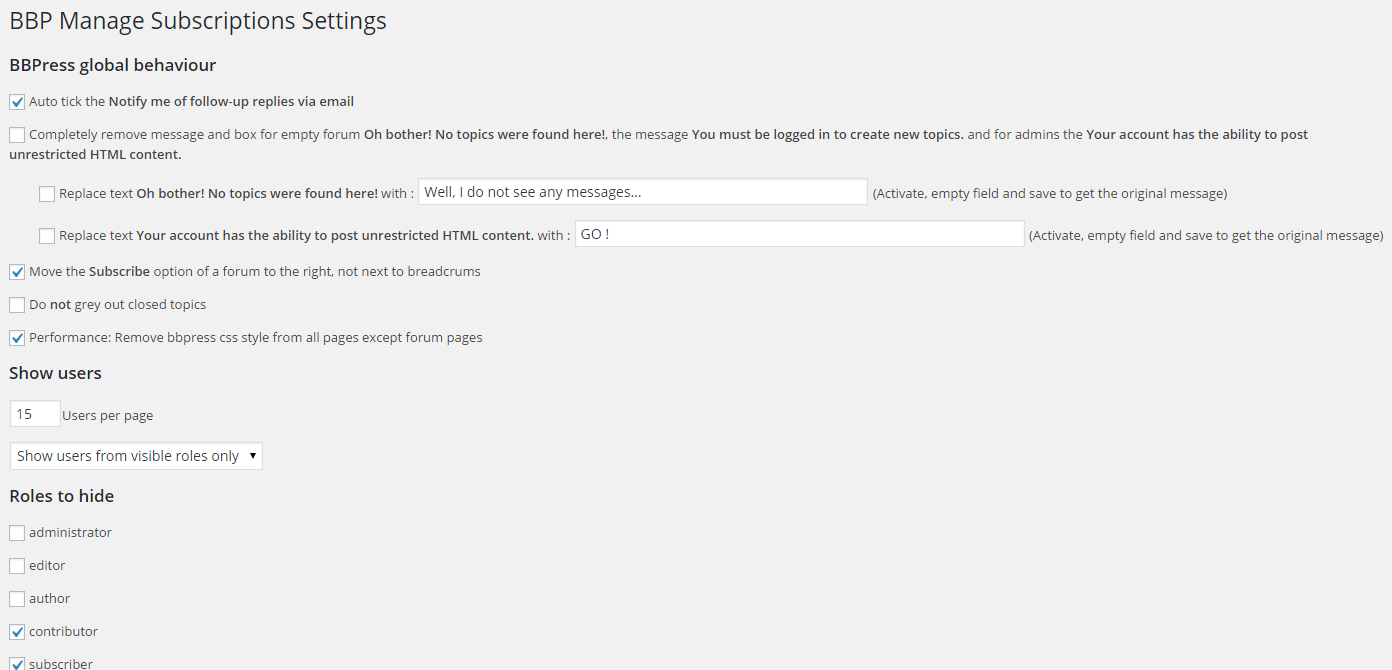 BBP Manage Subscriptions Settings
BBPress global behaviour
Auto tick the Notify me of follow-up replies via email
Completely remove message and box for empty forum Oh bother! No topics were found here!, the message You must be logged in to create new topics. and for admins the Your account has the ability to post
unrestricted HTML content.
Replace text Oh bother! No topics were found here! with : Well, I do not see any messages... (Activate, empty field and save to get the original message)
Replace text Your account has the ability to post unrestricted HTML content. with : GO ! (Activate, empty field and save to get the original message)
Move the Subscribe option of a forum to the right, not next to breadcrums
Do not grey out closed topics
Performance: Remove bbpress css style from all pages except forum pages
Show users
15 Users per page
Show users from visible roles only
Roles to hide
administrator
editor
author
contributor
subscriber